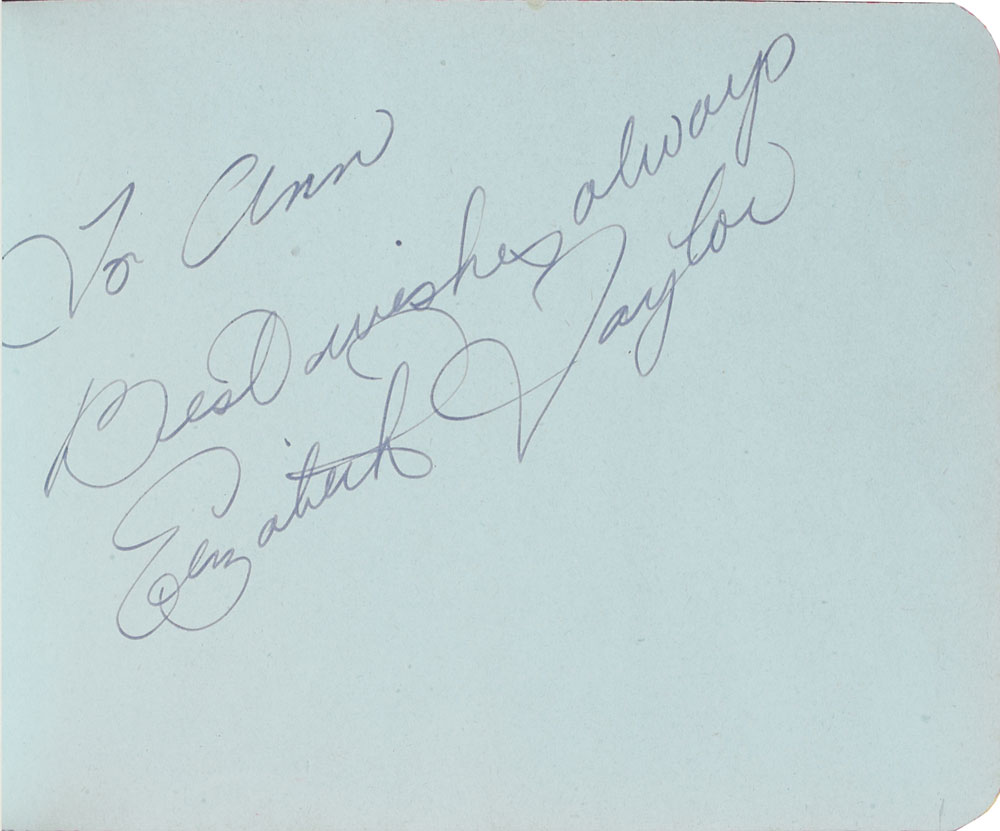 To Ann
Best wishes always
Elizabeth Taylor